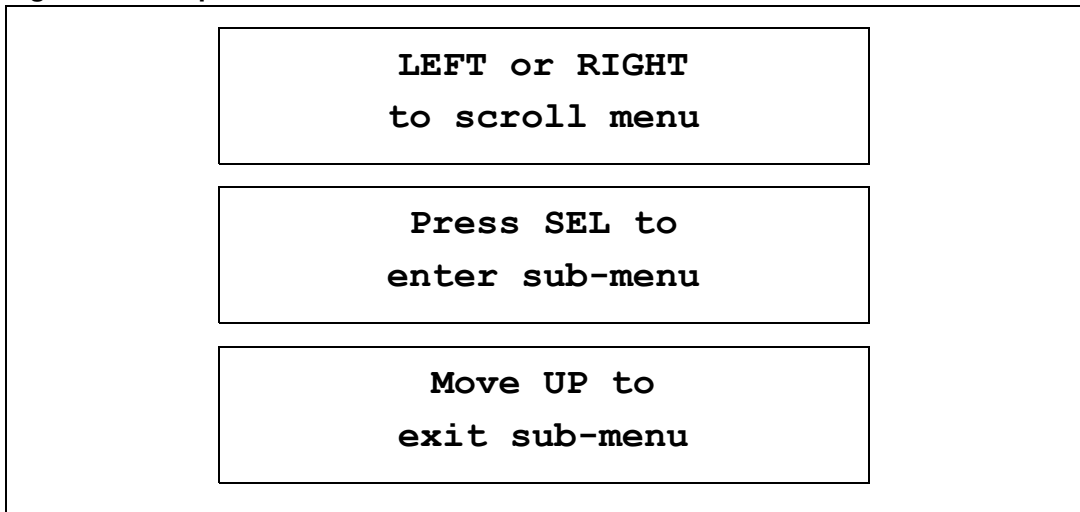 LEFT or RIGHT
to scroll menu
Press SEL to
enter sub-menu
Move UP to
exit sub-menu